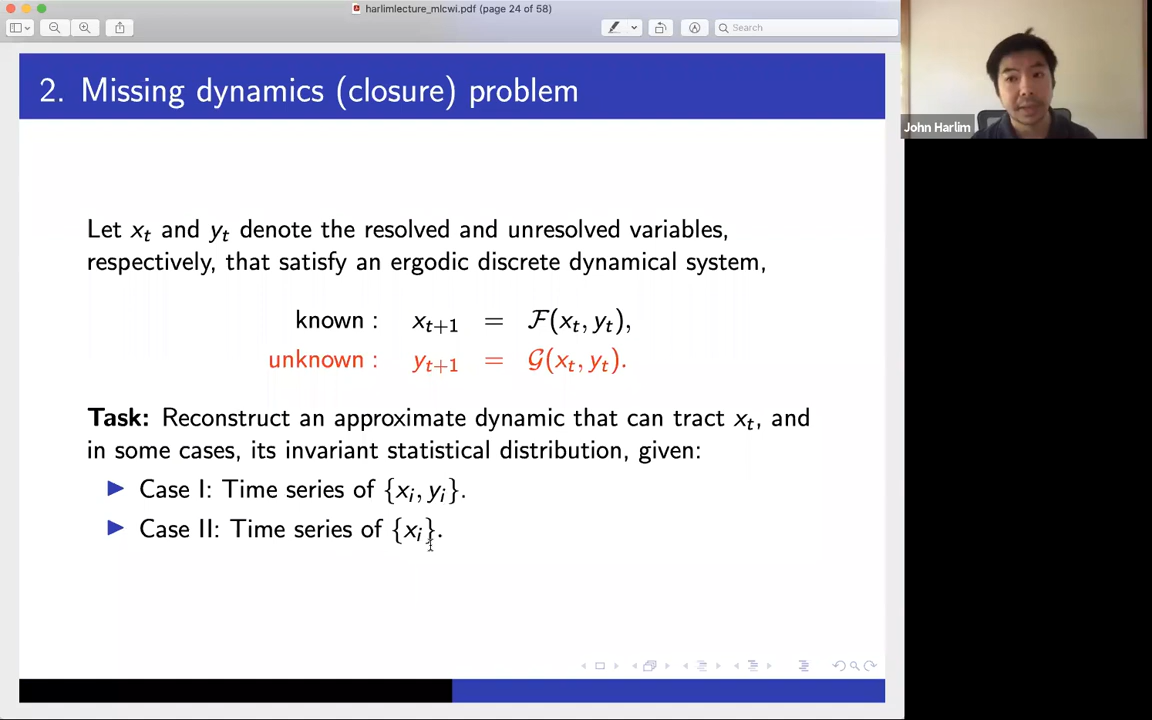 harlimlecture_mlcwi.pdf (page 24 of 58)
Search
2. Missing dynamics (closure) problem
John Harlim
Let xₜ and yₜ denote the resolved and unresolved variables,
respectively, that satisfy an ergodic discrete dynamical system,
known : xₜ₊₁ = ℱ(xₜ, yₜ),
unknown : yₜ₊₁ = 𝒢(xₜ, yₜ).
Task: Reconstruct an approximate dynamic that can tract xₜ, and
in some cases, its invariant statistical distribution, given:
▶ Case I: Time series of {xᵢ, yᵢ}.
▶ Case II: Time series of {xᵢ}.